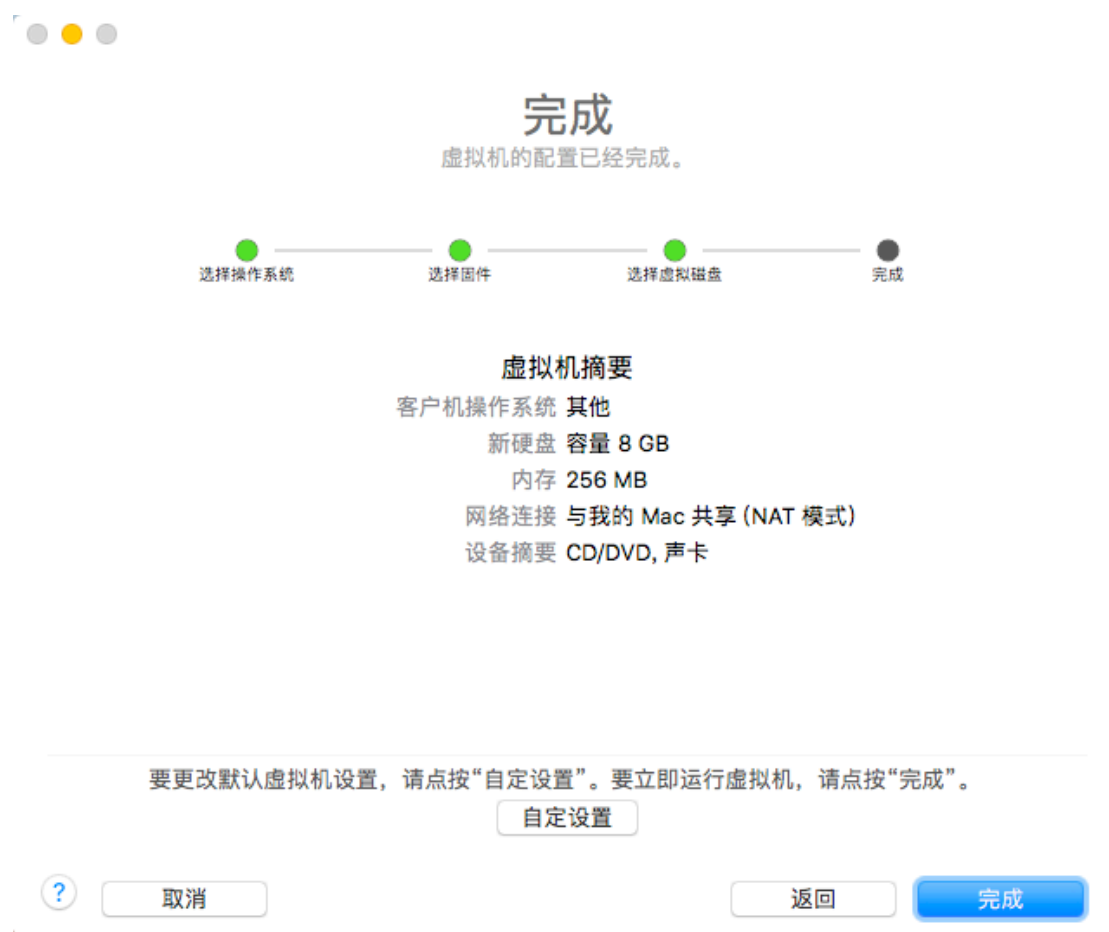 完成
虚拟机的配置已经完成。
选择操作系统 选择固件 选择虚拟磁盘 完成
虚拟机摘要
客户机操作系统 其他
新硬盘 容量 8 GB
内存 256 MB
网络连接 与我的 Mac 共享 (NAT 模式)
设备摘要 CD/DVD, 声卡
要更改默认虚拟机设置，请点按“自定设置”。要立即运行虚拟机，请点按“完成”。
自定设置
? 取消 返回 完成